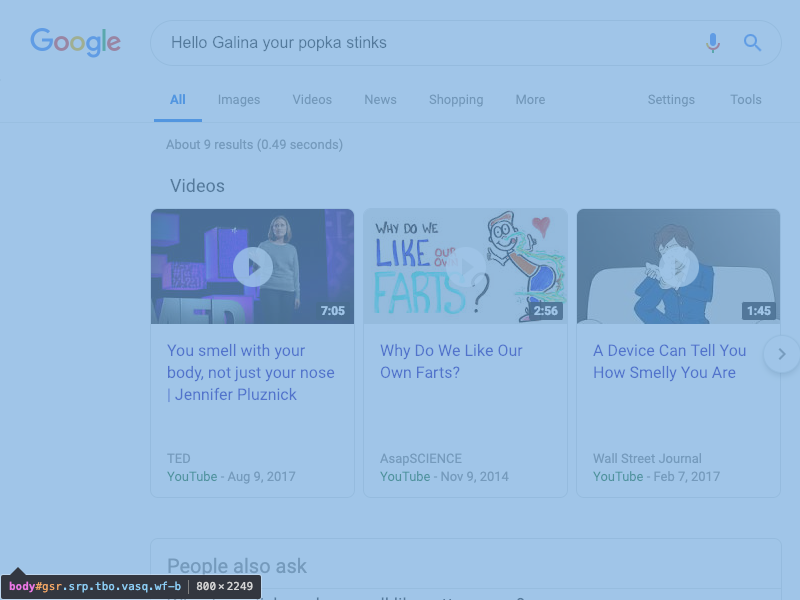 Google
Hello Galina your popka stinks
All Images Videos News Shopping More Settings Tools
About 9 results (0.49 seconds)
Videos
7:05
WHY DO WE
LIKE OUR OWN
FARTS?
2:56
1:45
You smell with your
body, not just your nose
| Jennifer Pluznick
TED
YouTube - Aug 9, 2017
Why Do We Like Our
Own Farts?
AsapSCIENCE
YouTube - Nov 9, 2014
A Device Can Tell You
How Smelly You Are
Wall Street Journal
YouTube - Feb 7, 2017
People also ask
body#gsr.srp.tbo.vasq.wf-b | 800×2249